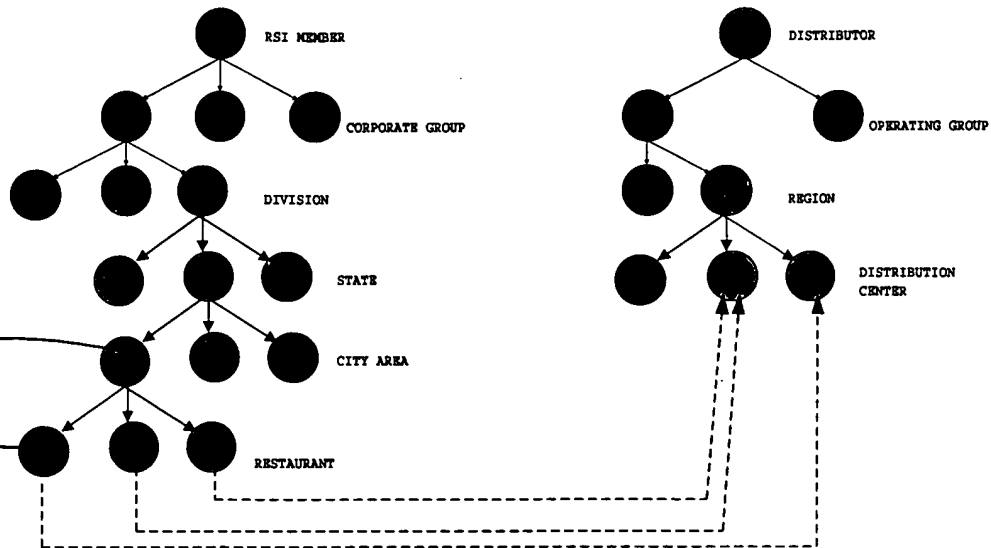 RSI MEMBER
DISTRIBUTOR
CORPORATE GROUP
OPERATING GROUP
DIVISION
REGION
STATE
DISTRIBUTION
CENTER
CITY AREA
RESTAURANT